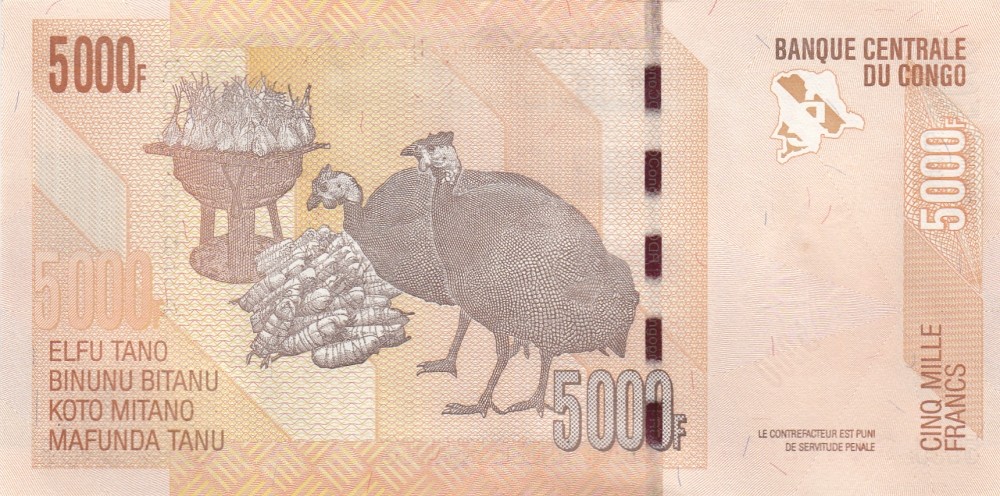 5000F
BANQUE CENTRALE
DU CONGO
5000F
5000
ELFU TANO
BINUNU BITANU
KOTO MITANO
MAFUNDA TANU
5000F
CINQ MILLE
FRANCS
LE CONTREFACTEUR EST PUNI
DE SERVITUDE PENALE